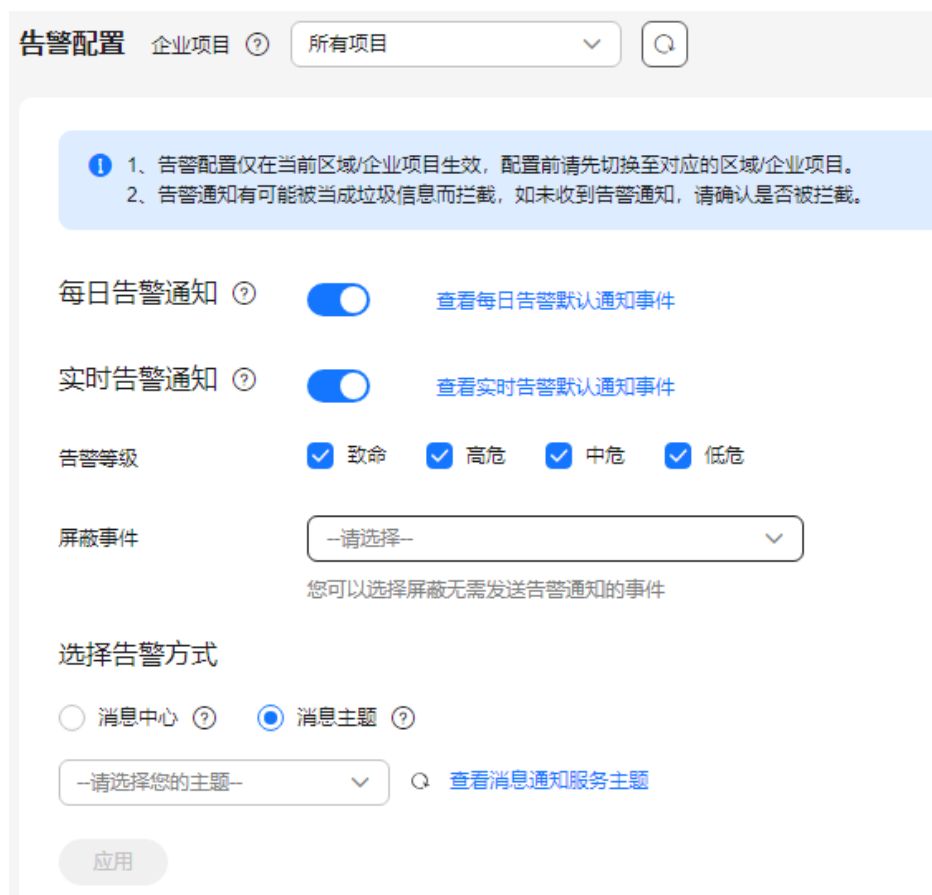 告警配置 企业项目 ? 所有项目
1、告警配置仅在当前区域/企业项目生效，配置前请先切换至对应的区域/企业项目。
2、告警通知有可能被当成垃圾信息而拦截，如未收到告警通知，请确认是否被拦截。
每日告警通知 ? 查看每日告警默认通知事件
实时告警通知 ? 查看实时告警默认通知事件
告警等级 致命 高危 中危 低危
屏蔽事件 --请选择--
您可以选择屏蔽无需发送告警通知的事件
选择告警方式
消息中心 ? 消息主题 ?
--请选择您的主题-- 查看消息通知服务主题
应用